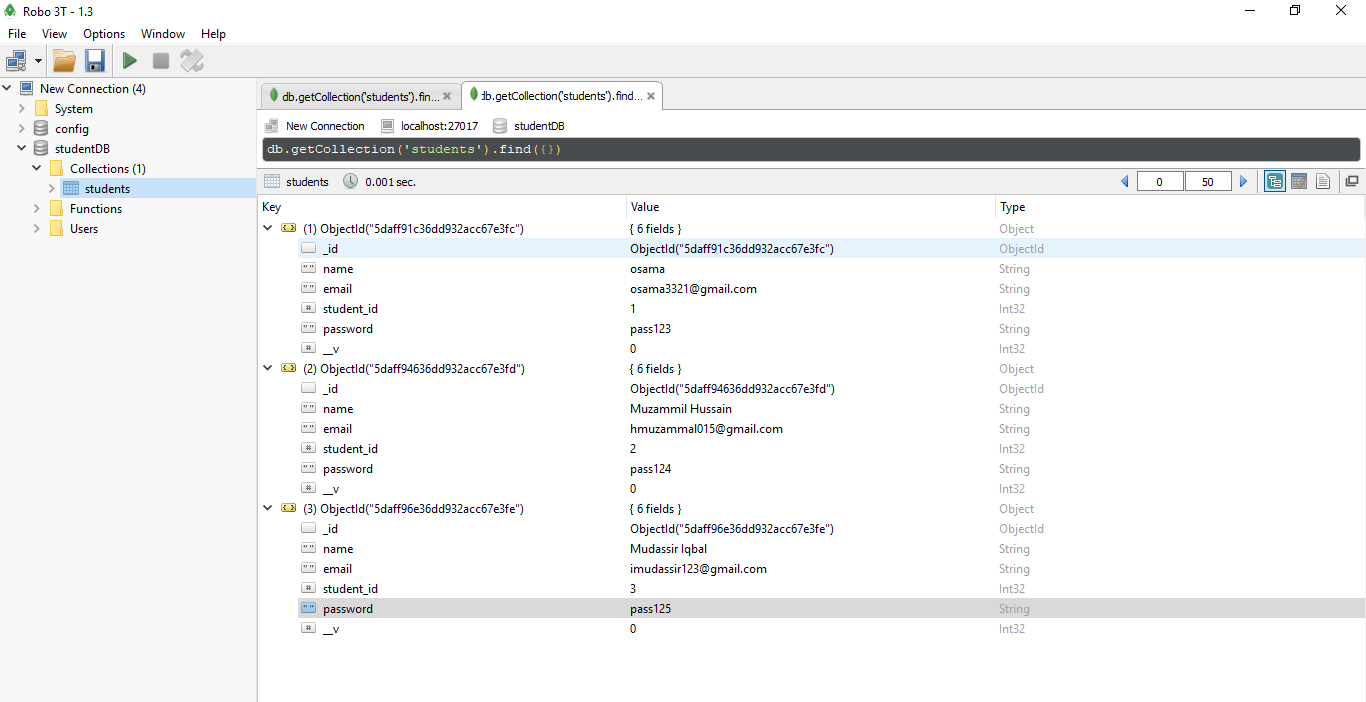 Robo 3T - 1.3
File View Options Window Help
New Connection (4)
System
config
studentDB
Collections (1)
students
Functions
Users
db.getCollection('students').fin... db.getCollection('students').find...
New Connection localhost:27017 studentDB
db.getCollection('students').find({})
students 0.001 sec. 0 50
Key Value Type
(1) ObjectId("5daff91c36dd932acc67e3fc") { 6 fields } Object
_id ObjectId("5daff91c36dd932acc67e3fc") ObjectId
name osama String
email osama3321@gmail.com String
student_id 1 Int32
password pass123 String
__v 0 Int32
(2) ObjectId("5daff94636dd932acc67e3fd") { 6 fields } Object
_id ObjectId("5daff94636dd932acc67e3fd") ObjectId
name Muzammil Hussain String
email hmuzammal015@gmail.com String
student_id 2 Int32
password pass124 String
__v 0 Int32
(3) ObjectId("5daff96e36dd932acc67e3fe") { 6 fields } Object
_id ObjectId("5daff96e36dd932acc67e3fe") ObjectId
name Mudassir Iqbal String
email imudassir123@gmail.com String
student_id 3 Int32
password pass125 String
__v 0 Int32